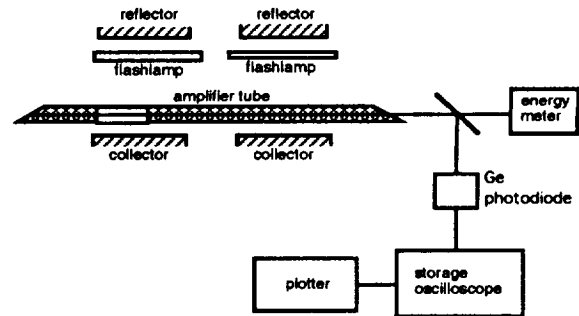 reflector
reflector
flashlamp
flashlamp
amplifier tube
energy
meter
collector
collector
Ge
photodiode
plotter
storage
oscilloscope